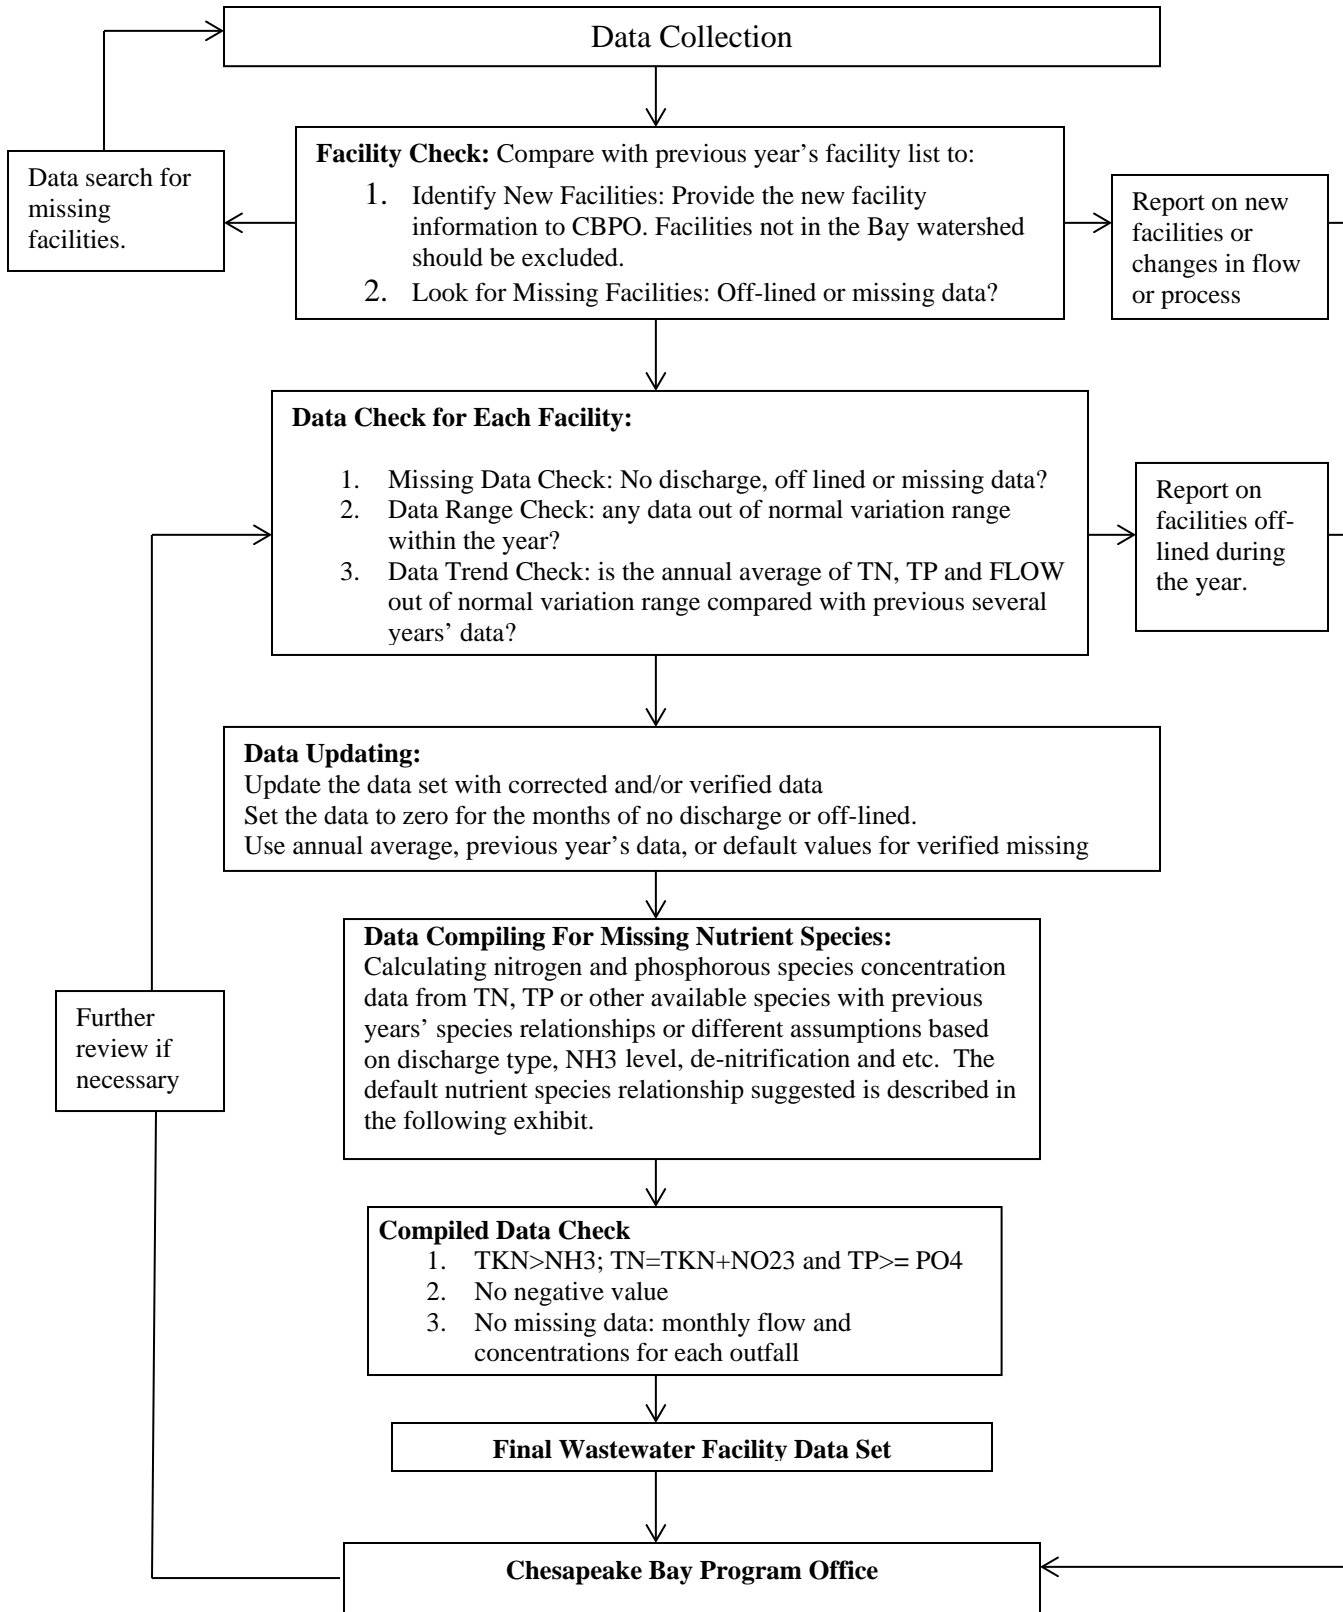 Data Collection
Facility Check: Compare with previous year’s facility list to:
1. Identify New Facilities: Provide the new facility
information to CBPO. Facilities not in the Bay watershed
should be excluded.
2. Look for Missing Facilities: Off-lined or missing data?
Data search for
missing
facilities.
Report on new
facilities or
changes in flow
or process
Data Check for Each Facility:
1. Missing Data Check: No discharge, off lined or missing data?
2. Data Range Check: any data out of normal variation range
within the year?
3. Data Trend Check: is the annual average of TN, TP and FLOW
out of normal variation range compared with previous several
years’ data?
Report on
facilities off-
lined during
the year.
Data Updating:
Update the data set with corrected and/or verified data
Set the data to zero for the months of no discharge or off-lined.
Use annual average, previous year’s data, or default values for verified missing
Data Compiling For Missing Nutrient Species:
Calculating nitrogen and phosphorous species concentration
data from TN, TP or other available species with previous
years’ species relationships or different assumptions based
on discharge type, NH3 level, de-nitrification and etc.  The
default nutrient species relationship suggested is described in
the following exhibit.
Further
review if
necessary
Compiled Data Check
1. TKN>NH3; TN=TKN+NO23 and TP>= PO4
2. No negative value
3. No missing data: monthly flow and
concentrations for each outfall
Final Wastewater Facility Data Set
Chesapeake Bay Program Office